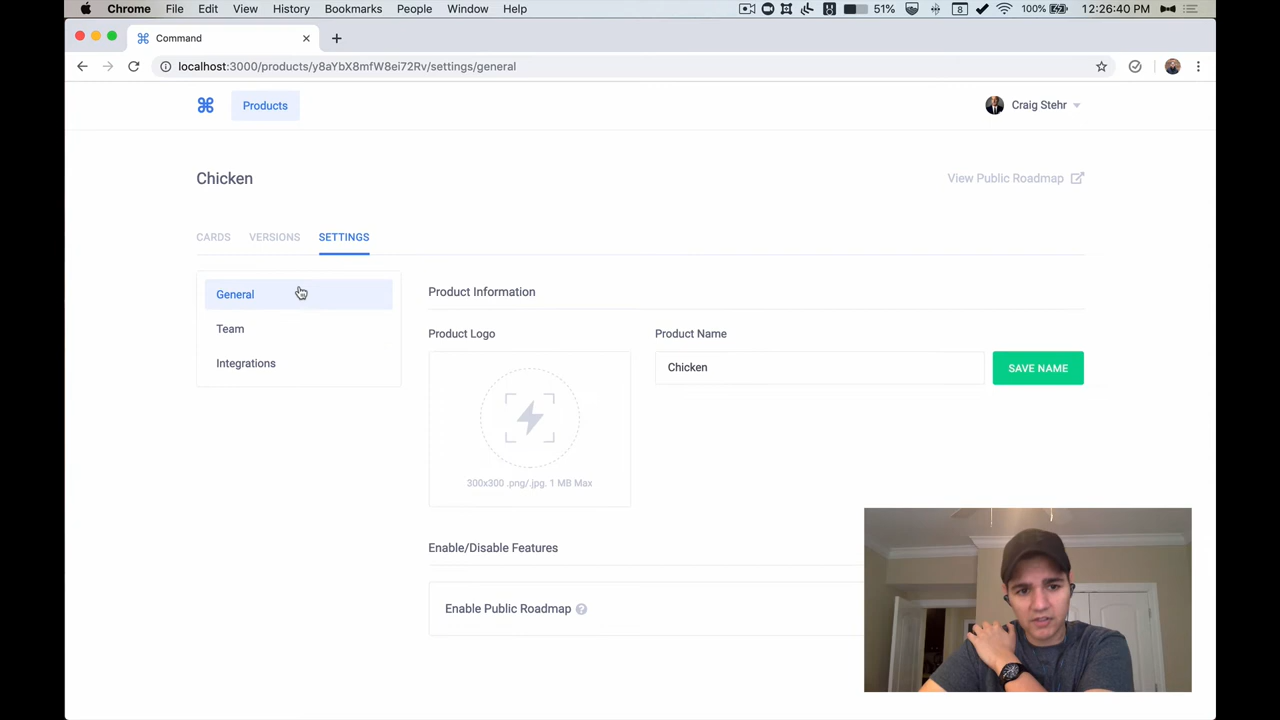 Chrome File Edit View History Bookmarks People Window Help 8 51% 100% 12:26:40 PM
Command
localhost:3000/products/y8aYbX8mfW8ei72Rv/settings/general
Products Craig Stehr
Chicken View Public Roadmap
CARDS VERSIONS SETTINGS
General
Team
Integrations
Product Information
Product Logo Product Name
Chicken SAVE NAME
300x300 .png/.jpg. 1 MB Max
Enable/Disable Features
Enable Public Roadmap ?